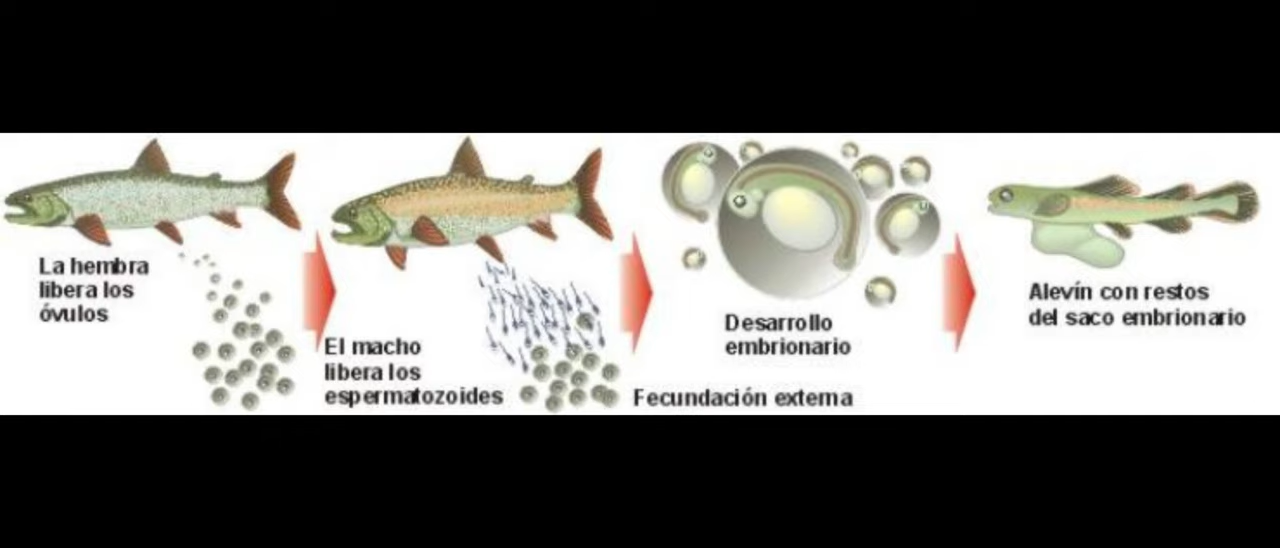 La hembra
libera los
óvulos
El macho
libera los
espermatozoides
Fecundación externa
Desarrollo
embrionario
Alevín con restos
del saco embrionario